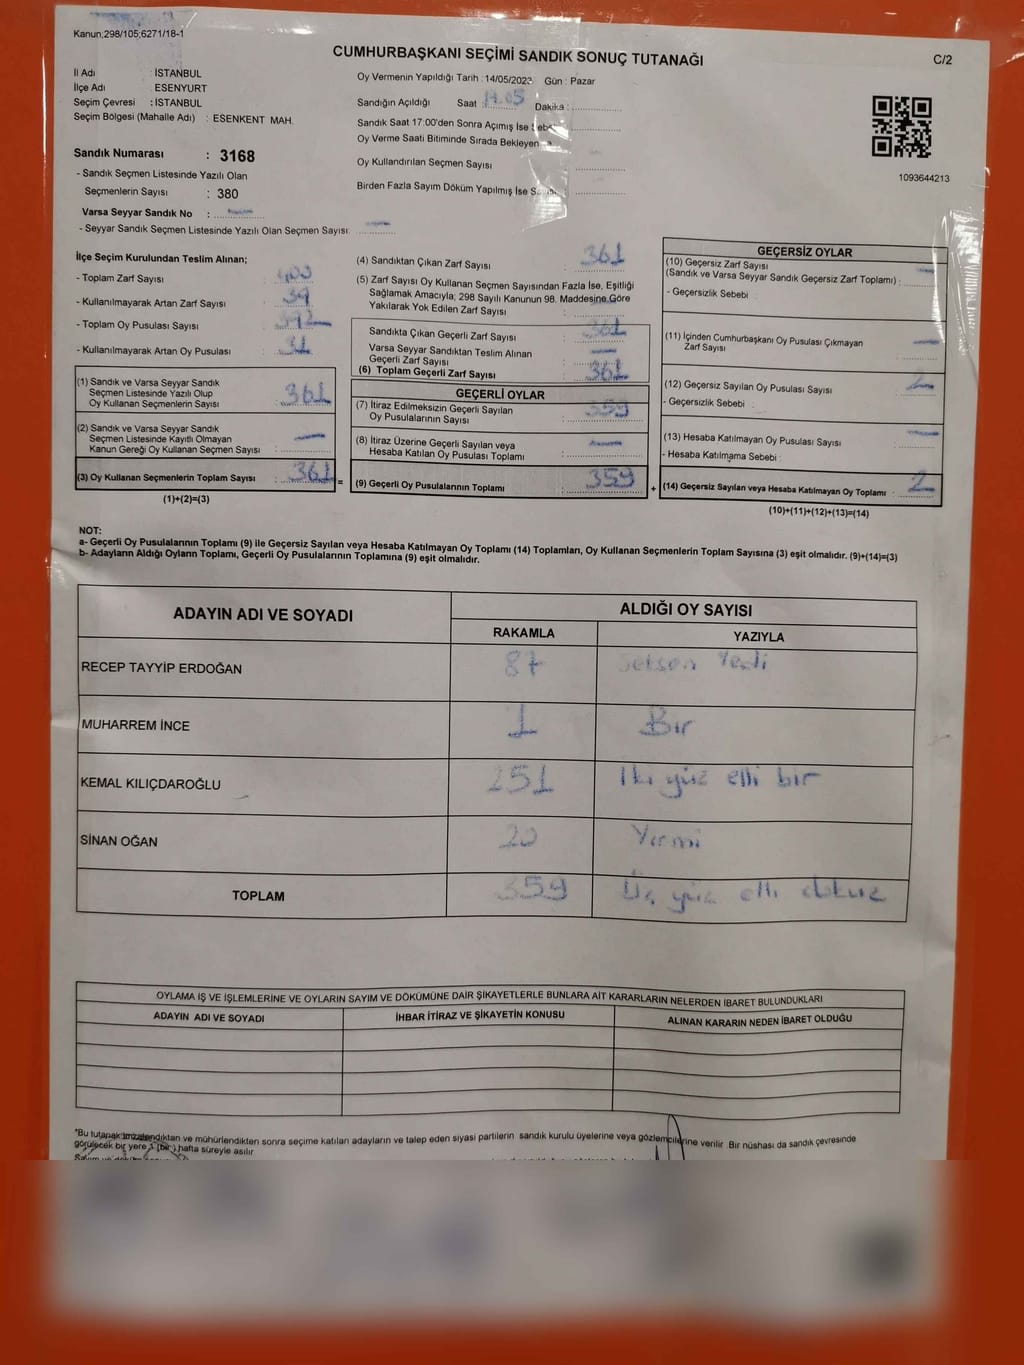 Kanun;298/105;6271/18-1
CUMHURBAŞKANI SEÇİMİ SANDIK SONUÇ TUTANAĞI
C/2
İl Adı : İSTANBUL
İlçe Adı : ESENYURT
Seçim Çevresi : İSTANBUL
Seçim Bölgesi (Mahalle Adı) : ESENKENT MAH.
Sandık Numarası : 3168
- Sandık Seçmen Listesinde Yazılı Olan
Seçmenlerin Sayısı : 380
Varsa Seyyar Sandık No : —
- Seyyar Sandık Seçmen Listesinde Yazılı Olan Seçmen Sayısı: —
Oy Vermenin Yapıldığı Tarih : 14/05/2023 Gün : Pazar
Sandığın Açıldığı Saat : Dakika :
Sandık Saat 17:00'den Sonra Açımış İse
Oy Verme Saati Bitiminde Sırada Bekleyen
Oy Kullandırılan Seçmen Sayısı
Birden Fazla Sayım Döküm Yapılmış İse
1093644213
İlçe Seçim Kurulundan Teslim Alınan;
- Toplam Zarf Sayısı : 400
- Kullanılmayarak Artan Zarf Sayısı : 39
- Toplam Oy Pusulası Sayısı : 392
- Kullanılmayarak Artan Oy Pusulası : 31
(1) Sandık ve Varsa Seyyar Sandık
Seçmen Listesinde Yazılı Olup
Oy Kullanan Seçmenlerin Sayısı : 361
(2) Sandık ve Varsa Seyyar Sandık
Seçmen Listesinde Kayıtlı Olmayan
Kanun Gereği Oy Kullanan Seçmen Sayısı : —
(3) Oy Kullanan Seçmenlerin Toplam Sayısı : 361 =
(1)+(2)=(3)
(4) Sandıktan Çıkan Zarf Sayısı : 361
(5) Zarf Sayısı Oy Kullanan Seçmen Sayısından Fazla İse, Eşitliği
Sağlamak Amacıyla; 298 Sayılı Kanunun 98. Maddesine Göre
Yakılarak Yok Edilen Zarf Sayısı :
Sandıkta Çıkan Geçerli Zarf Sayısı : 361
Varsa Seyyar Sandıktan Teslim Alınan
Geçerli Zarf Sayısı : —
(6) Toplam Geçerli Zarf Sayısı : 361
GEÇERLİ OYLAR
(7) İtiraz Edilmeksizin Geçerli Sayılan
Oy Pusulalarının Sayısı : 359
(8) İtiraz Üzerine Geçerli Sayılan veya
Hesaba Katılan Oy Pusulası Toplamı : —
(9) Geçerli Oy Pusulalarının Toplamı : 359 +
GEÇERSİZ OYLAR
(10) Geçersiz Zarf Sayısı
(Sandık ve Varsa Seyyar Sandık Geçersiz Zarf Toplamı) : —
- Geçersizlik Sebebi :
(11) İçinden Cumhurbaşkanı Oy Pusulası Çıkmayan
Zarf Sayısı : —
(12) Geçersiz Sayılan Oy Pusulası Sayısı : 2
- Geçersizlik Sebebi :
(13) Hesaba Katılmayan Oy Pusulası Sayısı : —
- Hesaba Katılmama Sebebi :
(14) Geçersiz Sayılan veya Hesaba Katılmayan Oy Toplamı : 2
(10)+(11)+(12)+(13)=(14)
NOT:
a- Geçerli Oy Pusulalarının Toplamı (9) ile Geçersiz Sayılan veya Hesaba Katılmayan Oy Toplamı (14) Toplamları, Oy Kullanan Seçmenlerin Toplam Sayısına (3) eşit olmalıdır. (9)+(14)=(3)
b- Adayların Aldığı Oyların Toplamı, Geçerli Oy Pusulalarının Toplamına (9) eşit olmalıdır.
ADAYIN ADI VE SOYADI ALDIĞI OY SAYISI
RAKAMLA YAZIYLA
RECEP TAYYİP ERDOĞAN 87 Seksen Yedi
MUHARREM İNCE 1 Bir
KEMAL KILIÇDAROĞLU 251 İki yüz elli bir
SİNAN OĞAN 20 Yirmi
TOPLAM 359 Üç yüz elli dokuz
OYLAMA İŞ VE İŞLEMLERİNE VE OYLARIN SAYIM VE DÖKÜMÜNE DAİR ŞİKAYETLERLE BUNLARA AİT KARARLARIN NELERDEN İBARET BULUNDUKLARI
ADAYIN ADI VE SOYADI İHBAR İTİRAZ VE ŞİKAYETİN KONUSU ALINAN KARARIN NEDEN İBARET OLDUĞU
*Bu tutanak imzalandıktan ve mühürlendikten sonra seçime katılan adayların ve talep eden siyasi partilerin sandık kurulu üyelerine veya gözlemcilerine verilir. Bir nüshası da sandık çevresinde
görülecek bir yere 1 (bir) hafta süreyle asılır.